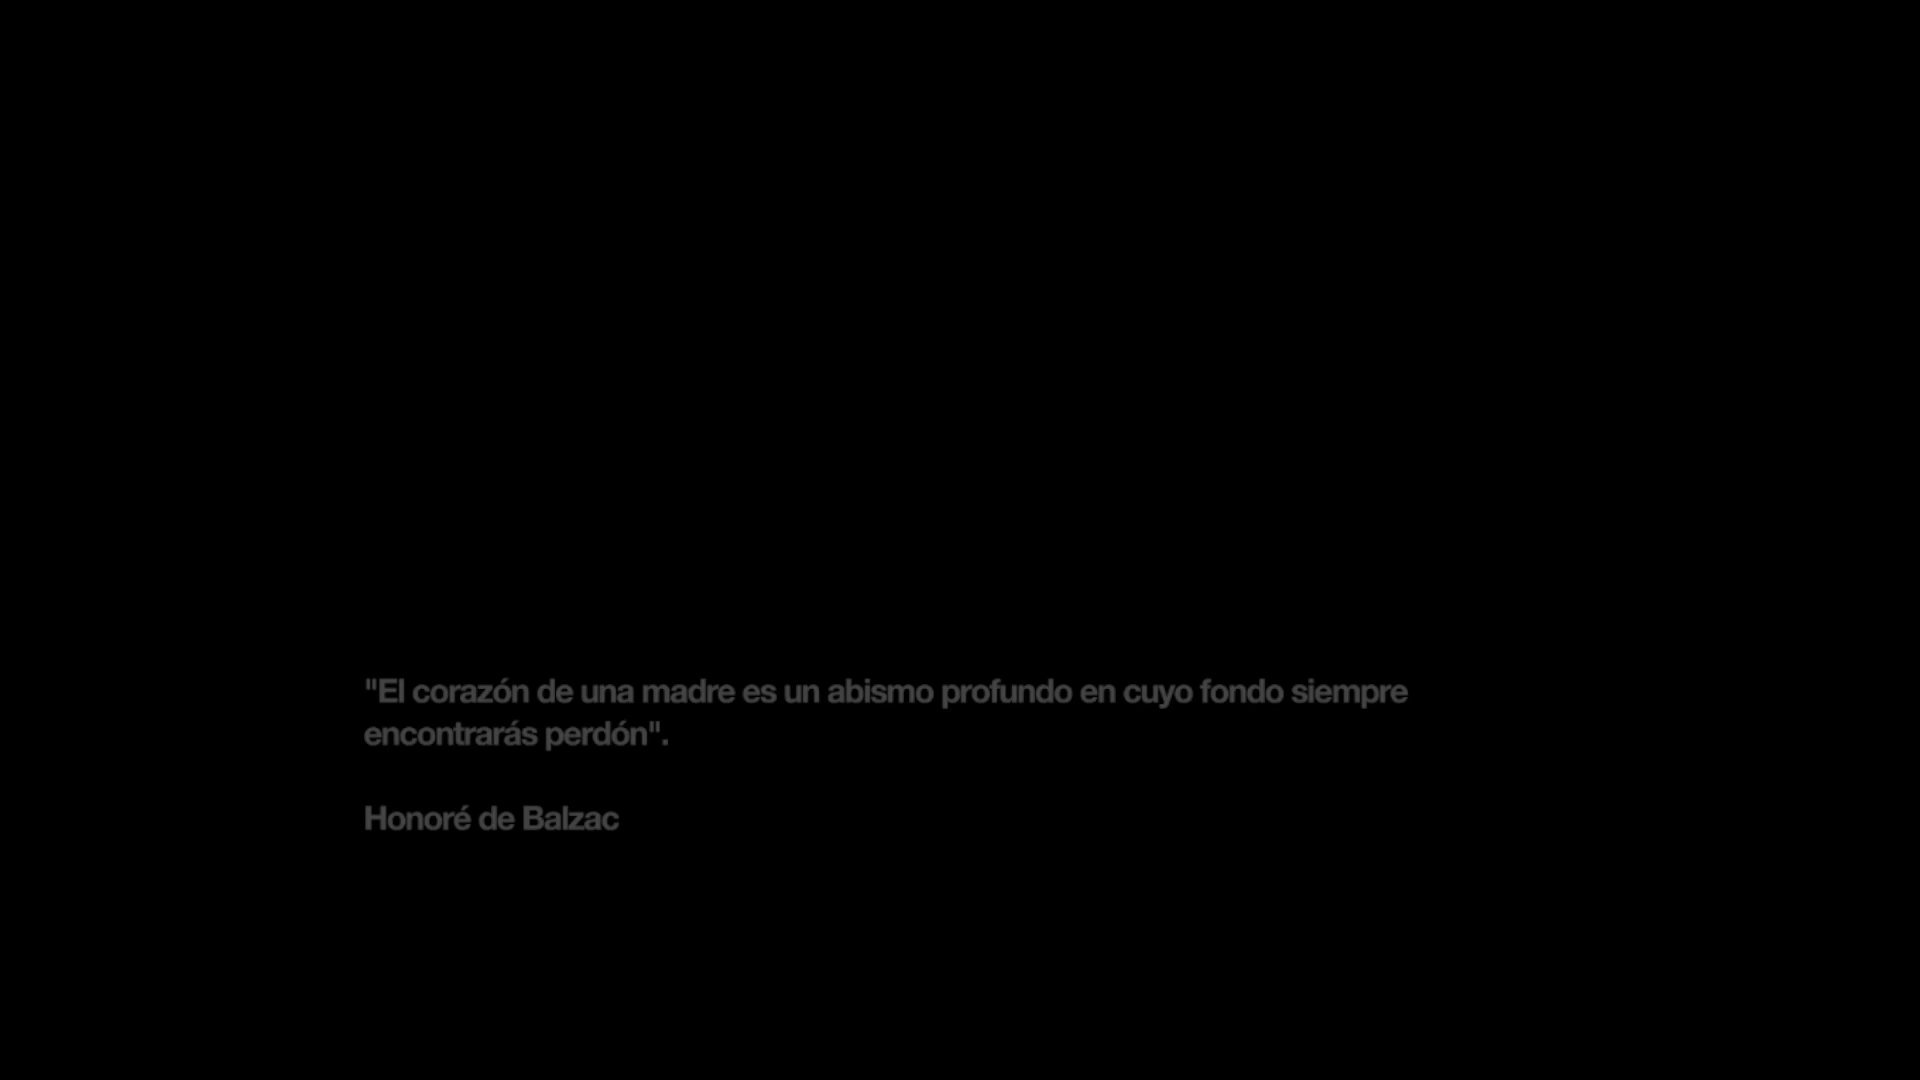 "El corazón de una madre es un abismo profundo en cuyo fondo siempre
encontrarás perdón".
Honoré de Balzac